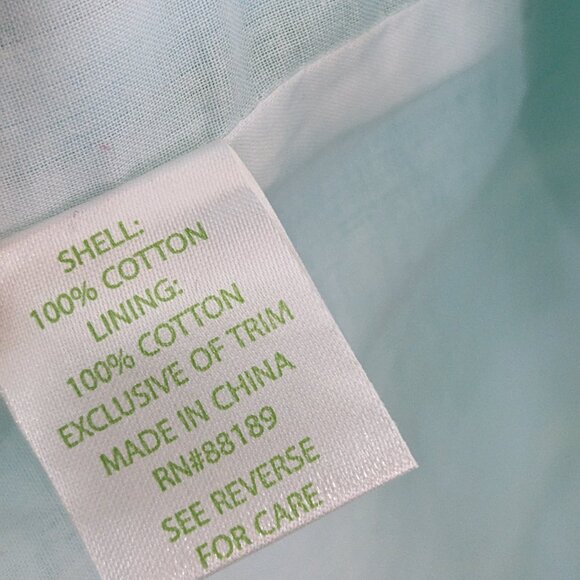 SHELL:
100% COTTON
LINING:
100% COTTON
EXCLUSIVE OF TRIM
MADE IN CHINA
RN#88189
SEE REVERSE
FOR CARE